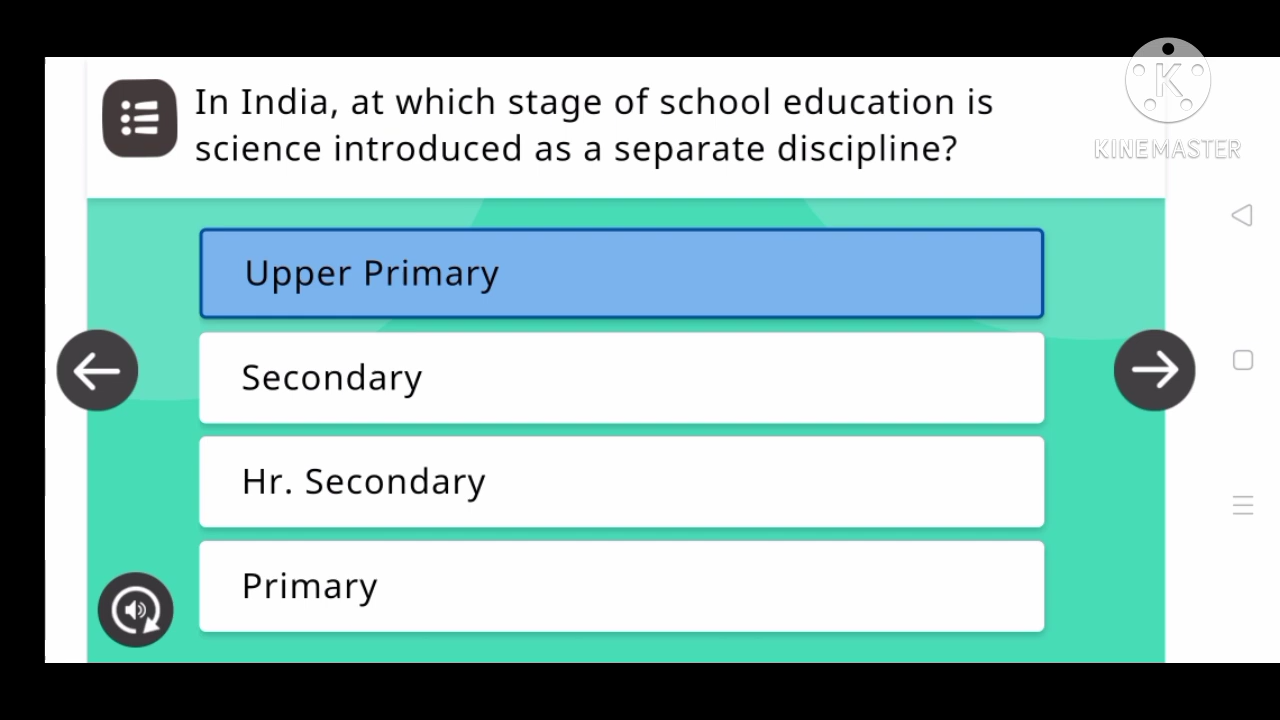 In India, at which stage of school education is
science introduced as a separate discipline?
K
KINEMASTER
Upper Primary
Secondary
Hr. Secondary
Primary